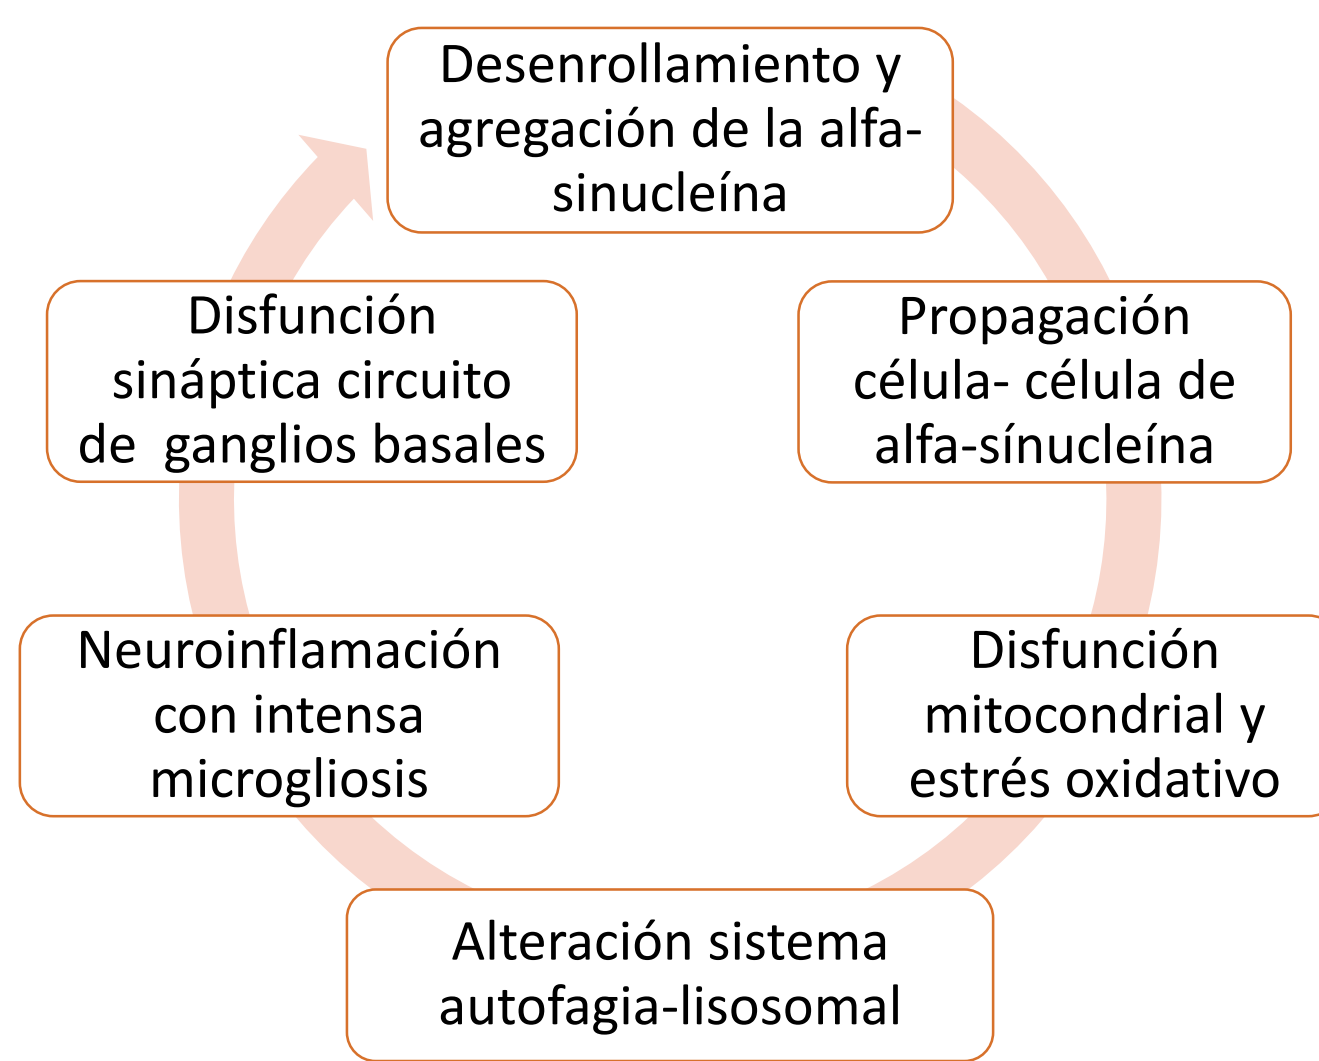 Desenrollamiento y
agregación de la alfa-
sinucleína
Propagación
célula- célula de
alfa-sínucleína
Disfunción
mitocondrial y
estrés oxidativo
Alteración sistema
autofagia-lisosomal
Neuroinflamación
con intensa
microgliosis
Disfunción
sináptica circuito
de  ganglios basales